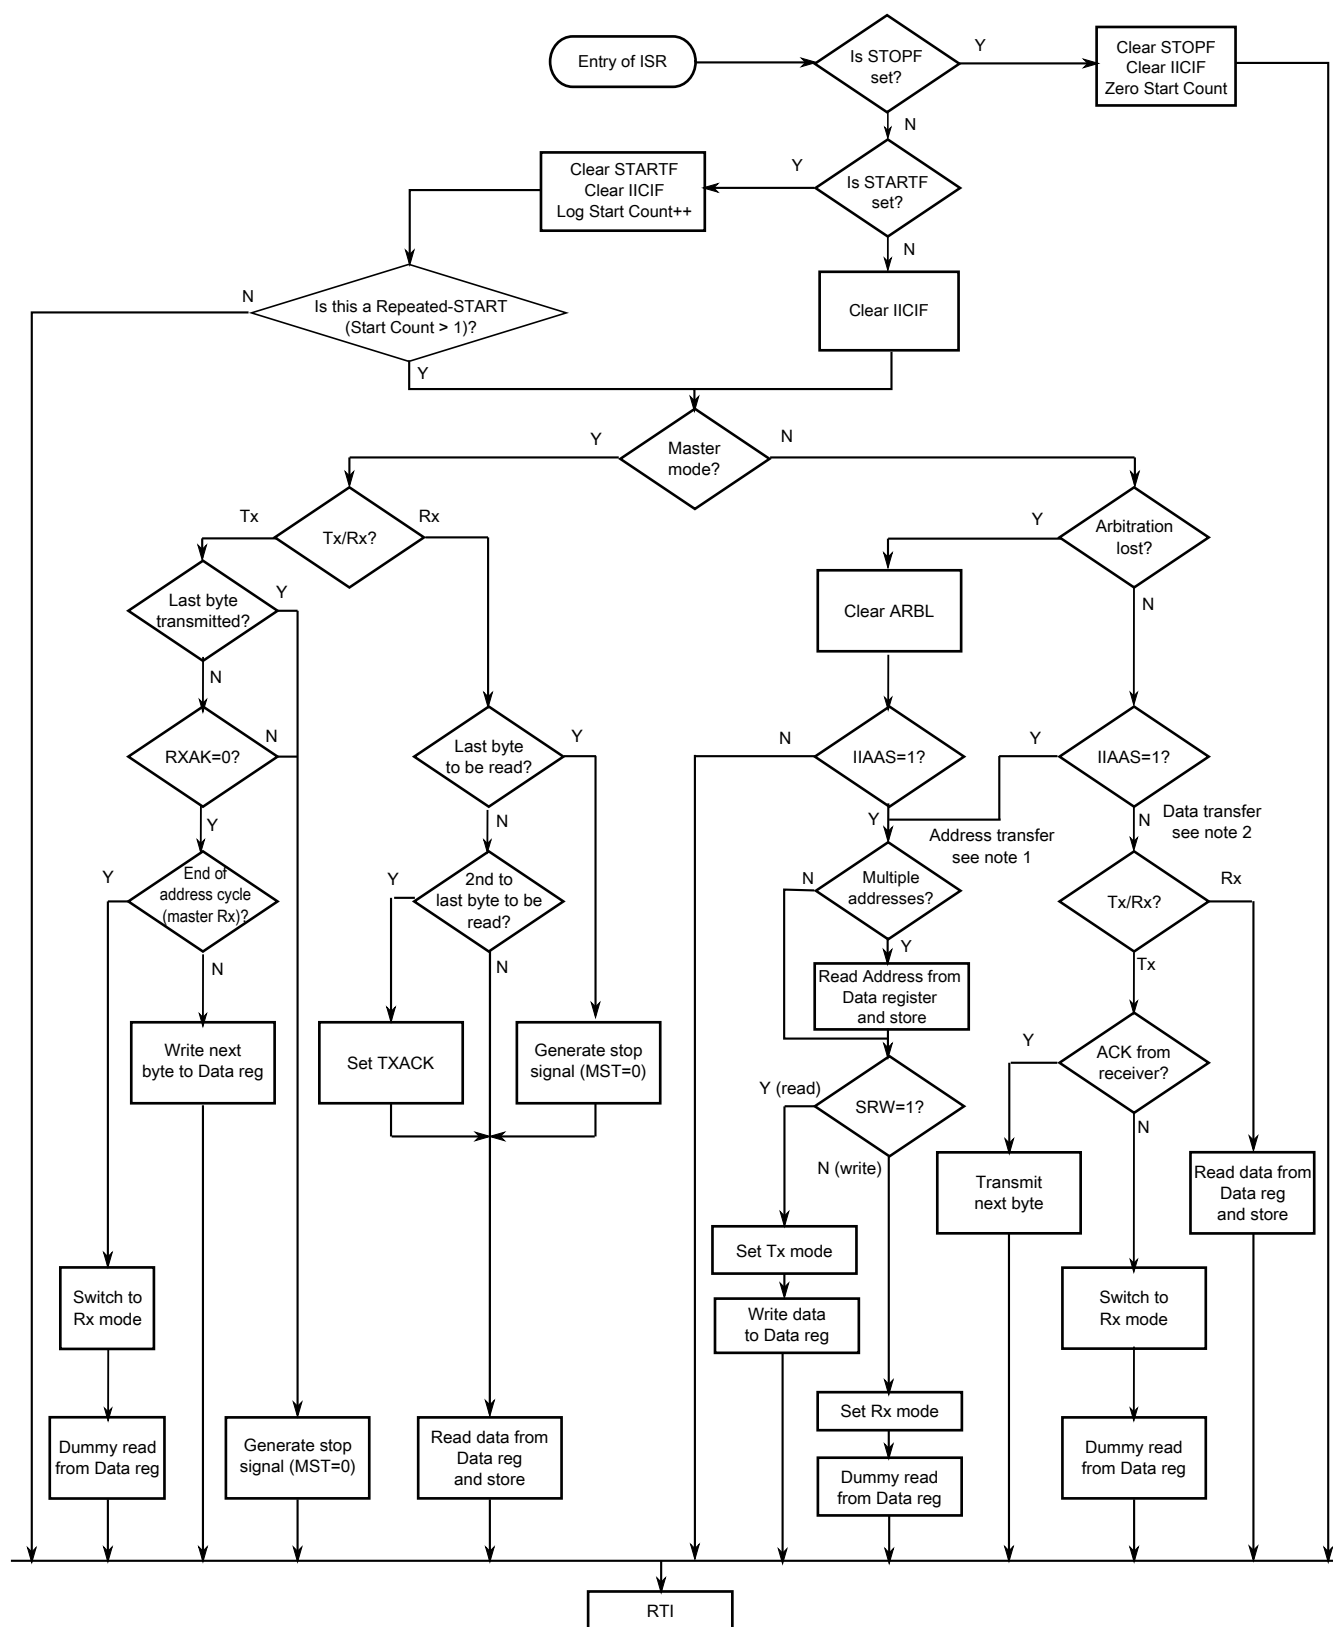 Entry of ISR
Is STOPF
set?
Y
Clear STOPF
Clear IICIF
Zero Start Count
N
Clear STARTF
Clear IICIF
Log Start Count++
Y
Is STARTF
set?
N
N
Is this a Repeated-START
(Start Count > 1)?
Clear IICIF
Y
Y
Master
mode?
N
Tx
Tx/Rx?
Rx
Y
Arbitration
lost?
Last byte
transmitted?
Y
Clear ARBL
N
N
RXAK=0?
N
Last byte
to be read?
Y
N
IIAAS=1?
Y
IIAAS=1?
Y
N
Y
Address transfer
see note 1
N
Data transfer
see note 2
Y
End of
address cycle
(master Rx)?
Y
2nd to
last byte to be
read?
N
Multiple
addresses?
Tx/Rx?
Rx
N
N
Y
Tx
Read Address from
Data register
and store
Write next
byte to Data reg
Set TXACK
Generate stop
signal (MST=0)
Y
ACK from
receiver?
Y (read)
SRW=1?
N
N (write)
Transmit
next byte
Read data from
Data reg
and store
Set Tx mode
Switch to
Rx mode
Write data
to Data reg
Switch to
Rx mode
Set Rx mode
Dummy read
from Data reg
Generate stop
signal (MST=0)
Read data from
Data reg
and store
Dummy read
from Data reg
Dummy read
from Data reg
RTI